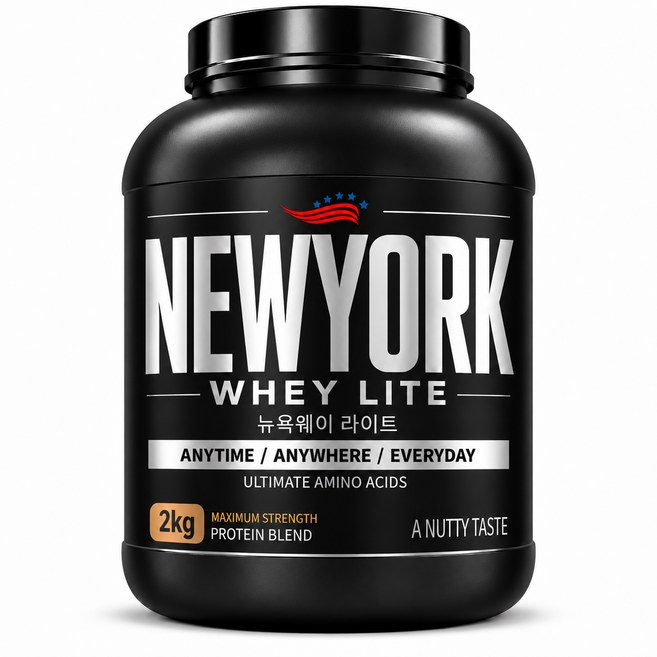 NEWYORK
WHEY LITE
뉴욕웨이 라이트
ANYTIME / ANYWHERE / EVERYDAY
ULTIMATE AMINO ACIDS
2kg
MAXIMUM STRENGTH
PROTEIN BLEND
A NUTTY TASTE